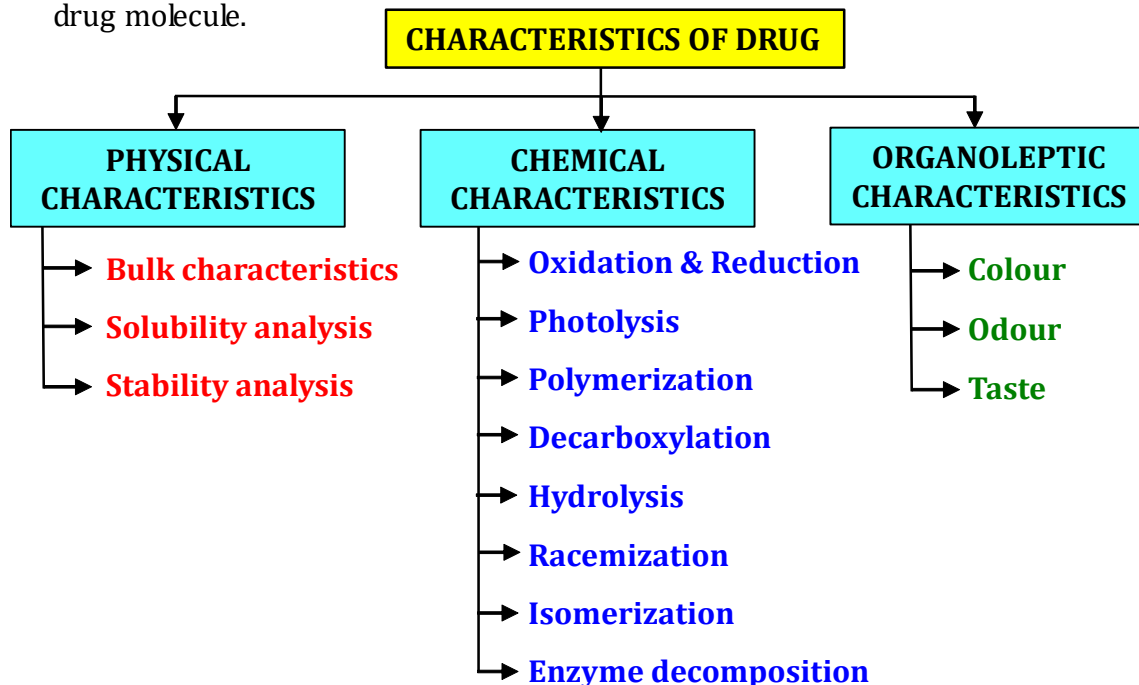 drug molecule.
CHARACTERISTICS OF DRUG
PHYSICAL
CHARACTERISTICS
Bulk characteristics
Solubility analysis
Stability analysis
CHEMICAL
CHARACTERISTICS
Oxidation & Reduction
Photolysis
Polymerization
Decarboxylation
Hydrolysis
Racemization
Isomerization
Enzyme decomposition
ORGANOLEPTIC
CHARACTERISTICS
Colour
Odour
Taste